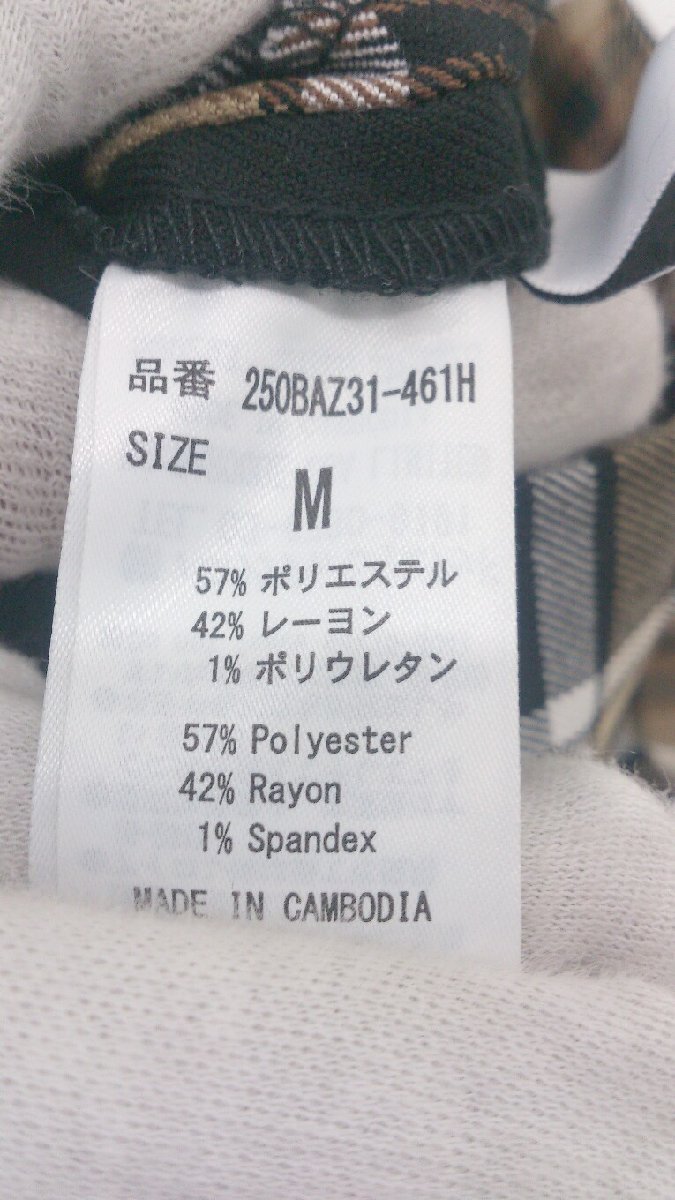 品番 250BAZ31-461H
SIZE
M
57% ポリエステル
42% レーヨン
1% ポリウレタン
57% Polyester
42% Rayon
1% Spandex
MADE IN CAMBODIA